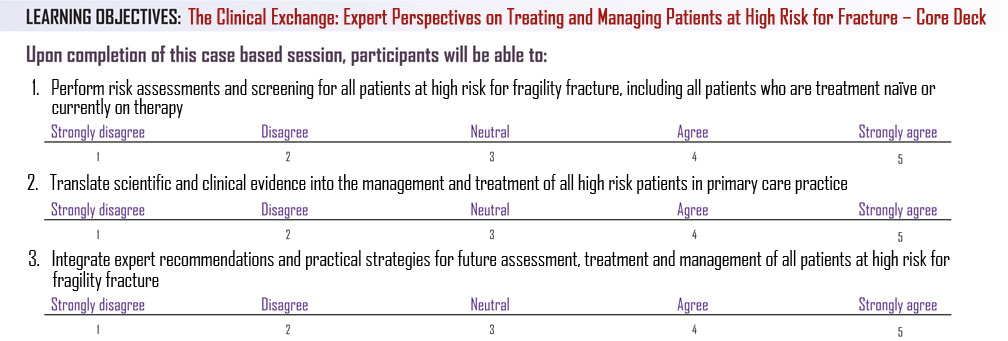 LEARNING OBJECTIVES: The Clinical Exchange: Expert Perspectives on Treating and Managing Patients at High Risk for Fracture – Core Deck
Upon completion of this case based session, participants will be able to:
1. Perform risk assessments and screening for all patients at high risk for fragility fracture, including all patients who are treatment naïve or
currently on therapy
Strongly disagree Disagree Neutral Agree Strongly agree
1 2 3 4 5
2. Translate scientific and clinical evidence into the management and treatment of all high risk patients in primary care practice
Strongly disagree Disagree Neutral Agree Strongly agree
1 2 3 4 5
3. Integrate expert recommendations and practical strategies for future assessment, treatment and management of all patients at high risk for
fragility fracture
Strongly disagree Disagree Neutral Agree Strongly agree
1 2 3 4 5